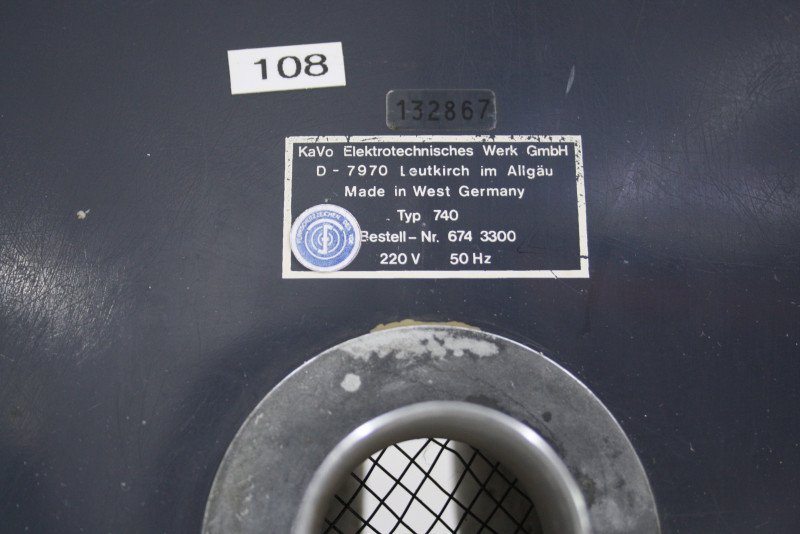 108
132867
KaVo Elektrotechnisches Werk GmbH
D - 7970 Leutkirch im Allgäu
Made in West Germany
Typ 740
Bestell - Nr. 674 3300
220 V 50 Hz